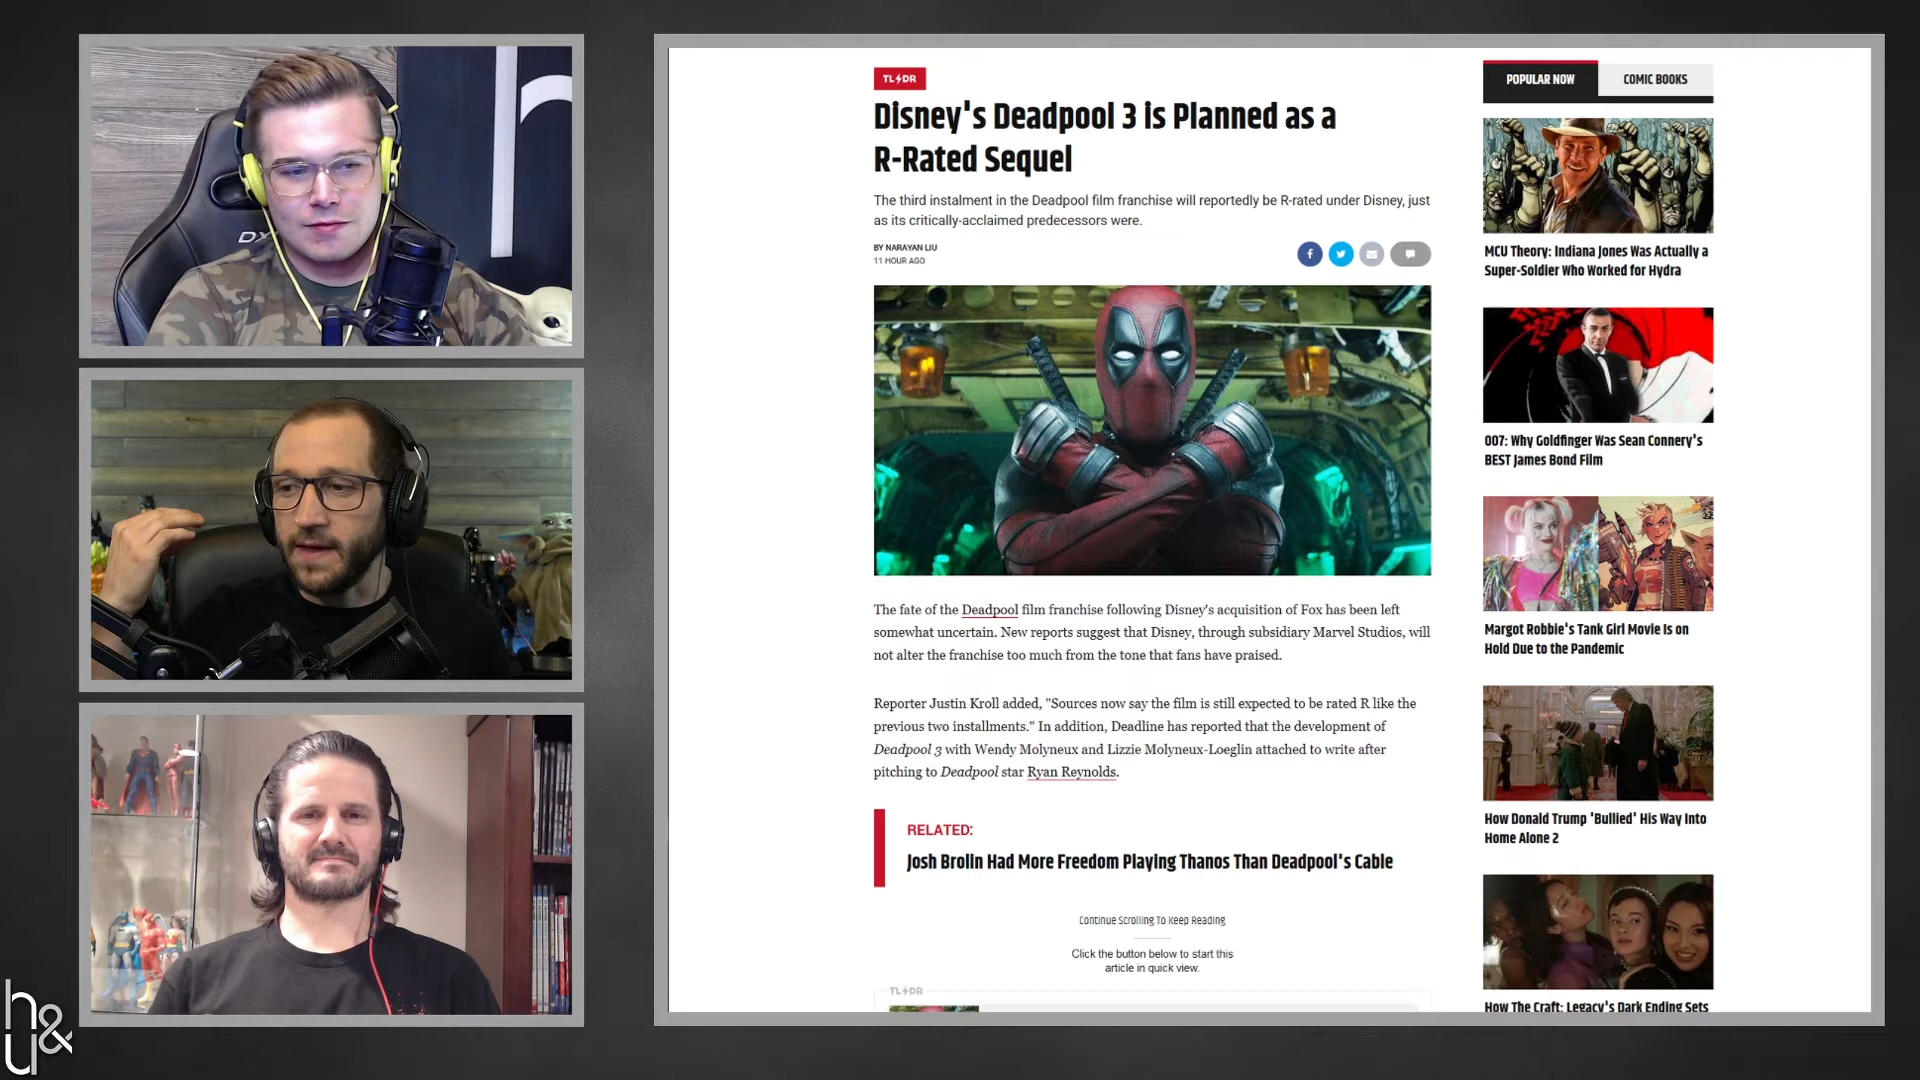 DX
h
h&
y
TL DR
Disney's Deadpool 3 is Planned as a
R-Rated Sequel
The third instalment in the Deadpool film franchise will reportedly be R-rated under Disney, just
as its critically-acclaimed predecessors were.
BY NARAYAN LIU
11 HOUR AGO
f
The fate of the Deadpool film franchise following Disney's acquisition of Fox has been left
somewhat uncertain. New reports suggest that Disney, through subsidiary Marvel Studios, will
not alter the franchise too much from the tone that fans have praised.
Reporter Justin Kroll added, "Sources now say the film is still expected to be rated R like the
previous two installments." In addition, Deadline has reported that the development of
Deadpool 3 with Wendy Molyneux and Lizzie Molyneux-Loeglin attached to write after
pitching to Deadpool star Ryan Reynolds.
RELATED:
Josh Brolin Had More Freedom Playing Thanos Than Deadpool's Cable
Continue Scrolling To Keep Reading
Click the button below to start this
article in quick view.
TL DR
POPULAR NOW
COMIC BOOKS
MCU Theory: Indiana Jones Was Actually a
Super-Soldier Who Worked for Hydra
007: Why Goldfinger Was Sean Connery's
BEST James Bond Film
Margot Robbie's Tank Girl Movie Is on
Hold Due to the Pandemic
How Donald Trump 'Bullied' His Way Into
Home Alone 2
How The Craft: Legacy's Dark Ending Sets